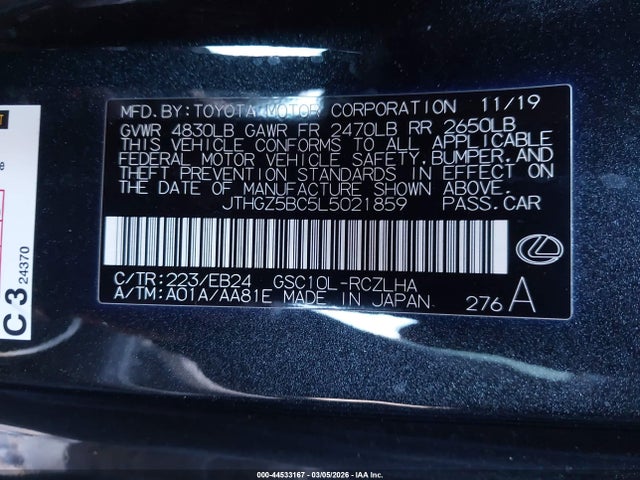 MFD. BY: TOYOTA MOTOR CORPORATION 11/19
GVWR 4830LB GAWR FR 2470LB RR 2650LB
THIS VEHICLE CONFORMS TO ALL APPLICABLE
FEDERAL MOTOR VEHICLE SAFETY, BUMPER, AND
THEFT PREVENTION STANDARDS IN EFFECT ON
THE DATE OF MANUFACTURE SHOWN ABOVE.
JTHGZ5BC5L5021859 PASS. CAR
C/TR: 223/EB24 GSC10L-RCZLHA
A/TM: A01A/AA81E MADE IN JAPAN
276 A
C 3 24370
000-44533167 - 03/05/2026 - IAA Inc.